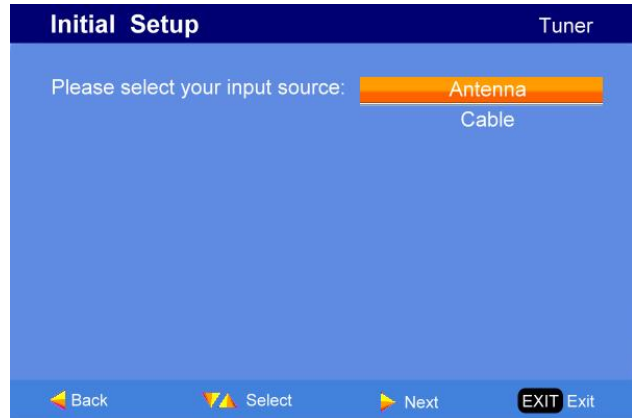 Initial Setup Tuner
Please select your input source: Antenna
Cable
Back Select Next EXIT Exit